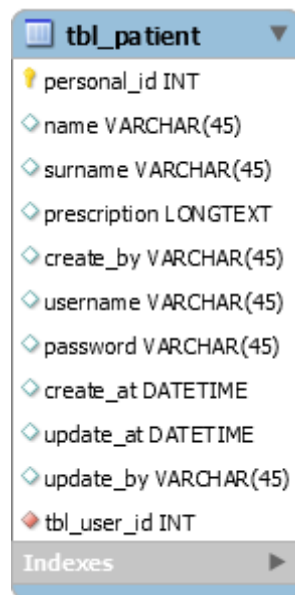 tbl_patient
personal_id INT
name VARCHAR(45)
surname VARCHAR(45)
prescription LONGTEXT
create_by VARCHAR(45)
username VARCHAR(45)
password VARCHAR(45)
create_at DATETIME
update_at DATETIME
update_by VARCHAR(45)
tbl_user_id INT
Indexes